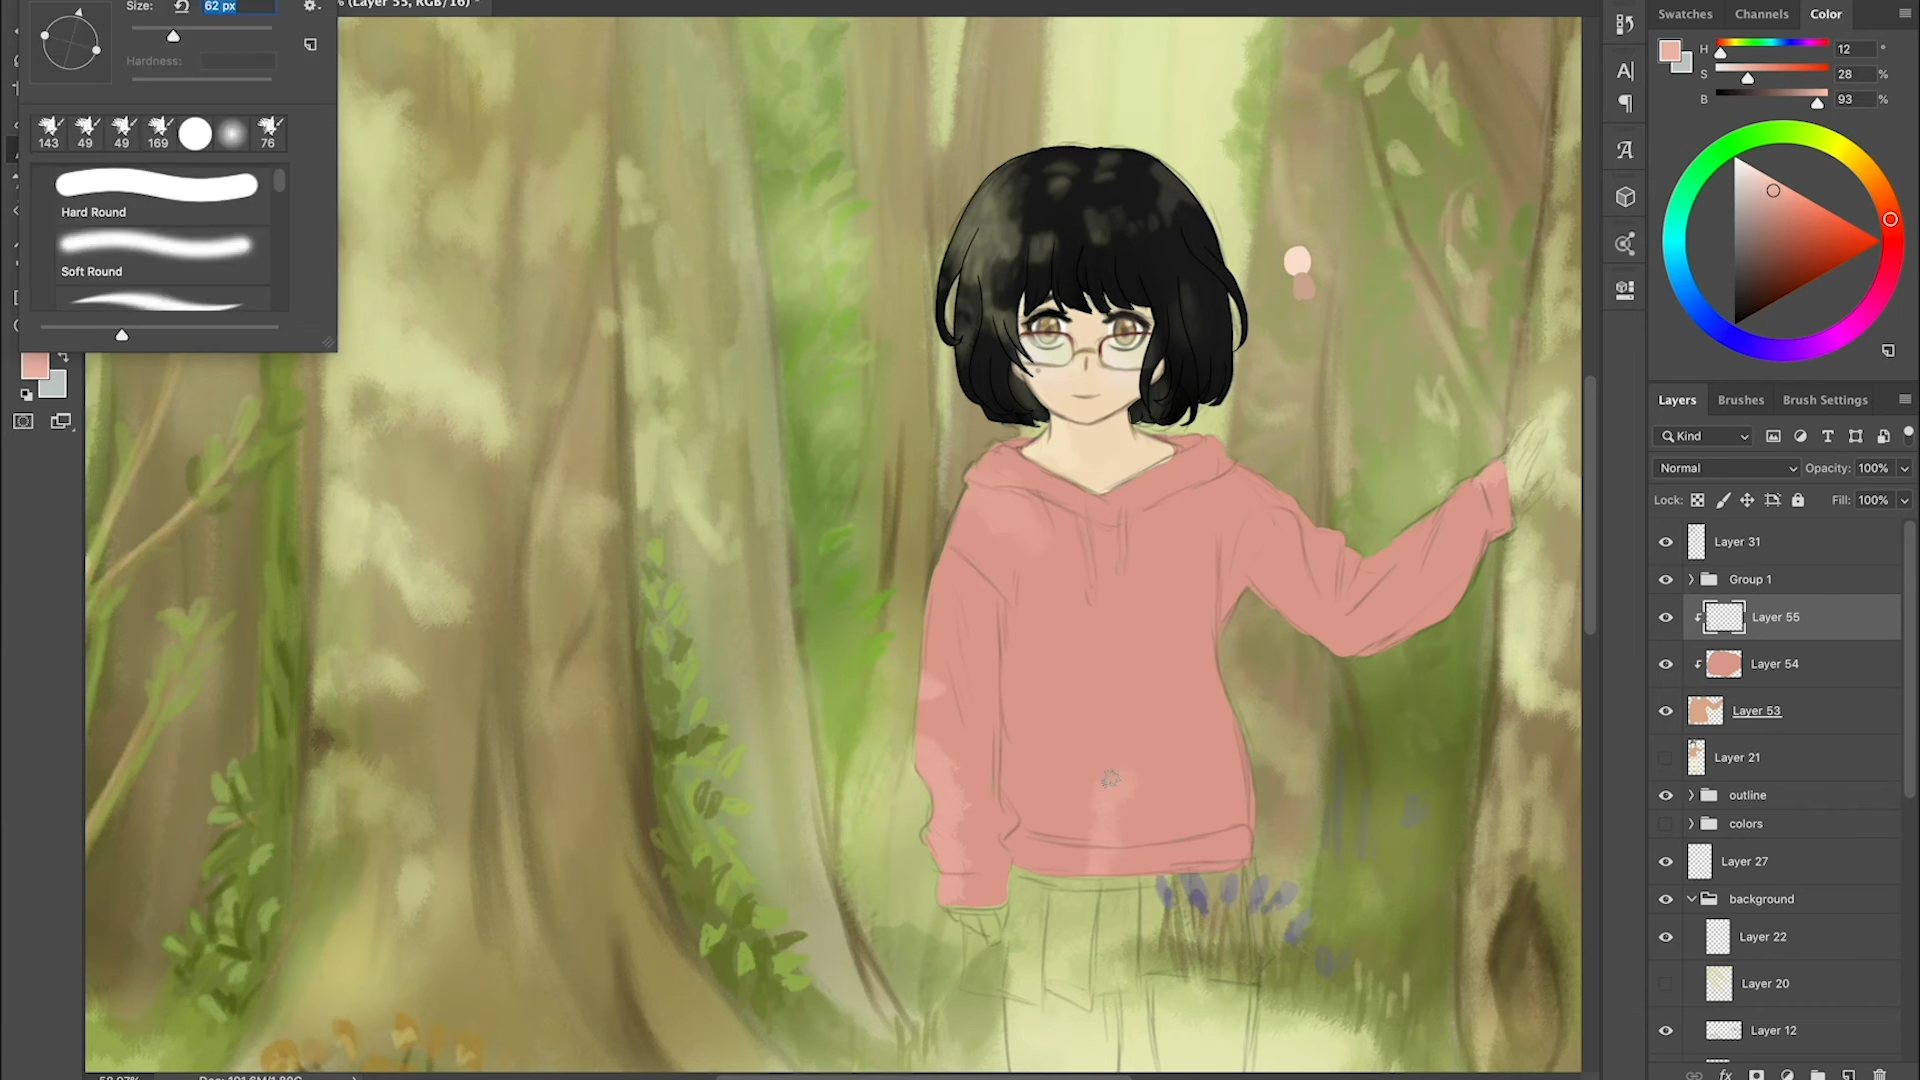 Size:
62 px
% (Layer 55, RGB/16) *
Hardness:
143
49
49
169
76
Hard Round
Soft Round
Swatches
Channels
Color
H
12
°
S
28
%
B
93
%
Layers
Brushes
Brush Settings
Kind
Normal
Opacity:
100%
Lock:
Fill:
100%
Layer 31
Group 1
Layer 55
Layer 54
Layer 53
Layer 21
outline
colors
Layer 27
background
Layer 22
Layer 20
Layer 12
fx